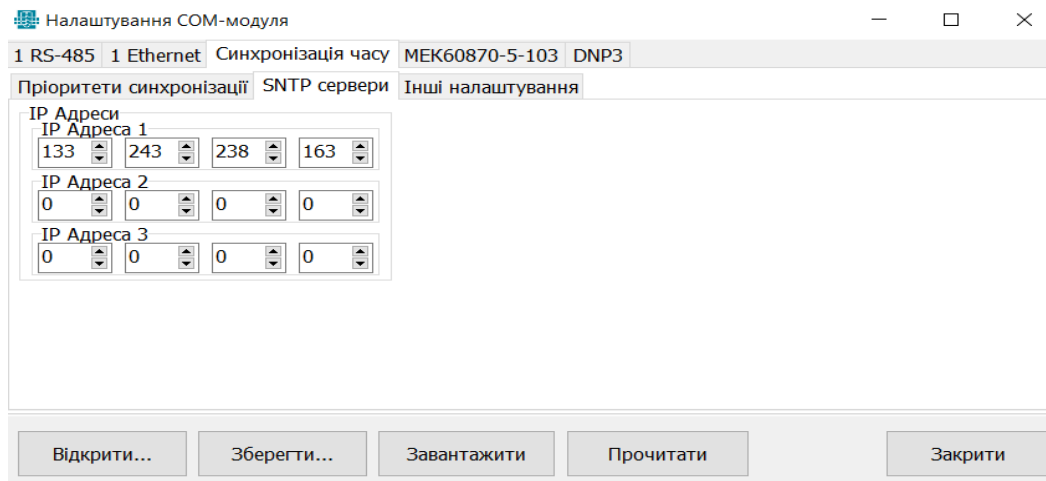 Налаштування COM-модуля
1 RS-485 1 Ethernet Синхронізація часу МЕК60870-5-103 DNP3
Пріоритети синхронізації SNTP сервери Інші налаштування
IP Адреси
IP Адреса 1
133 243 238 163
IP Адреса 2
0 0 0 0
IP Адреса 3
0 0 0 0
Відкрити... Зберегти... Завантажити Прочитати Закрити